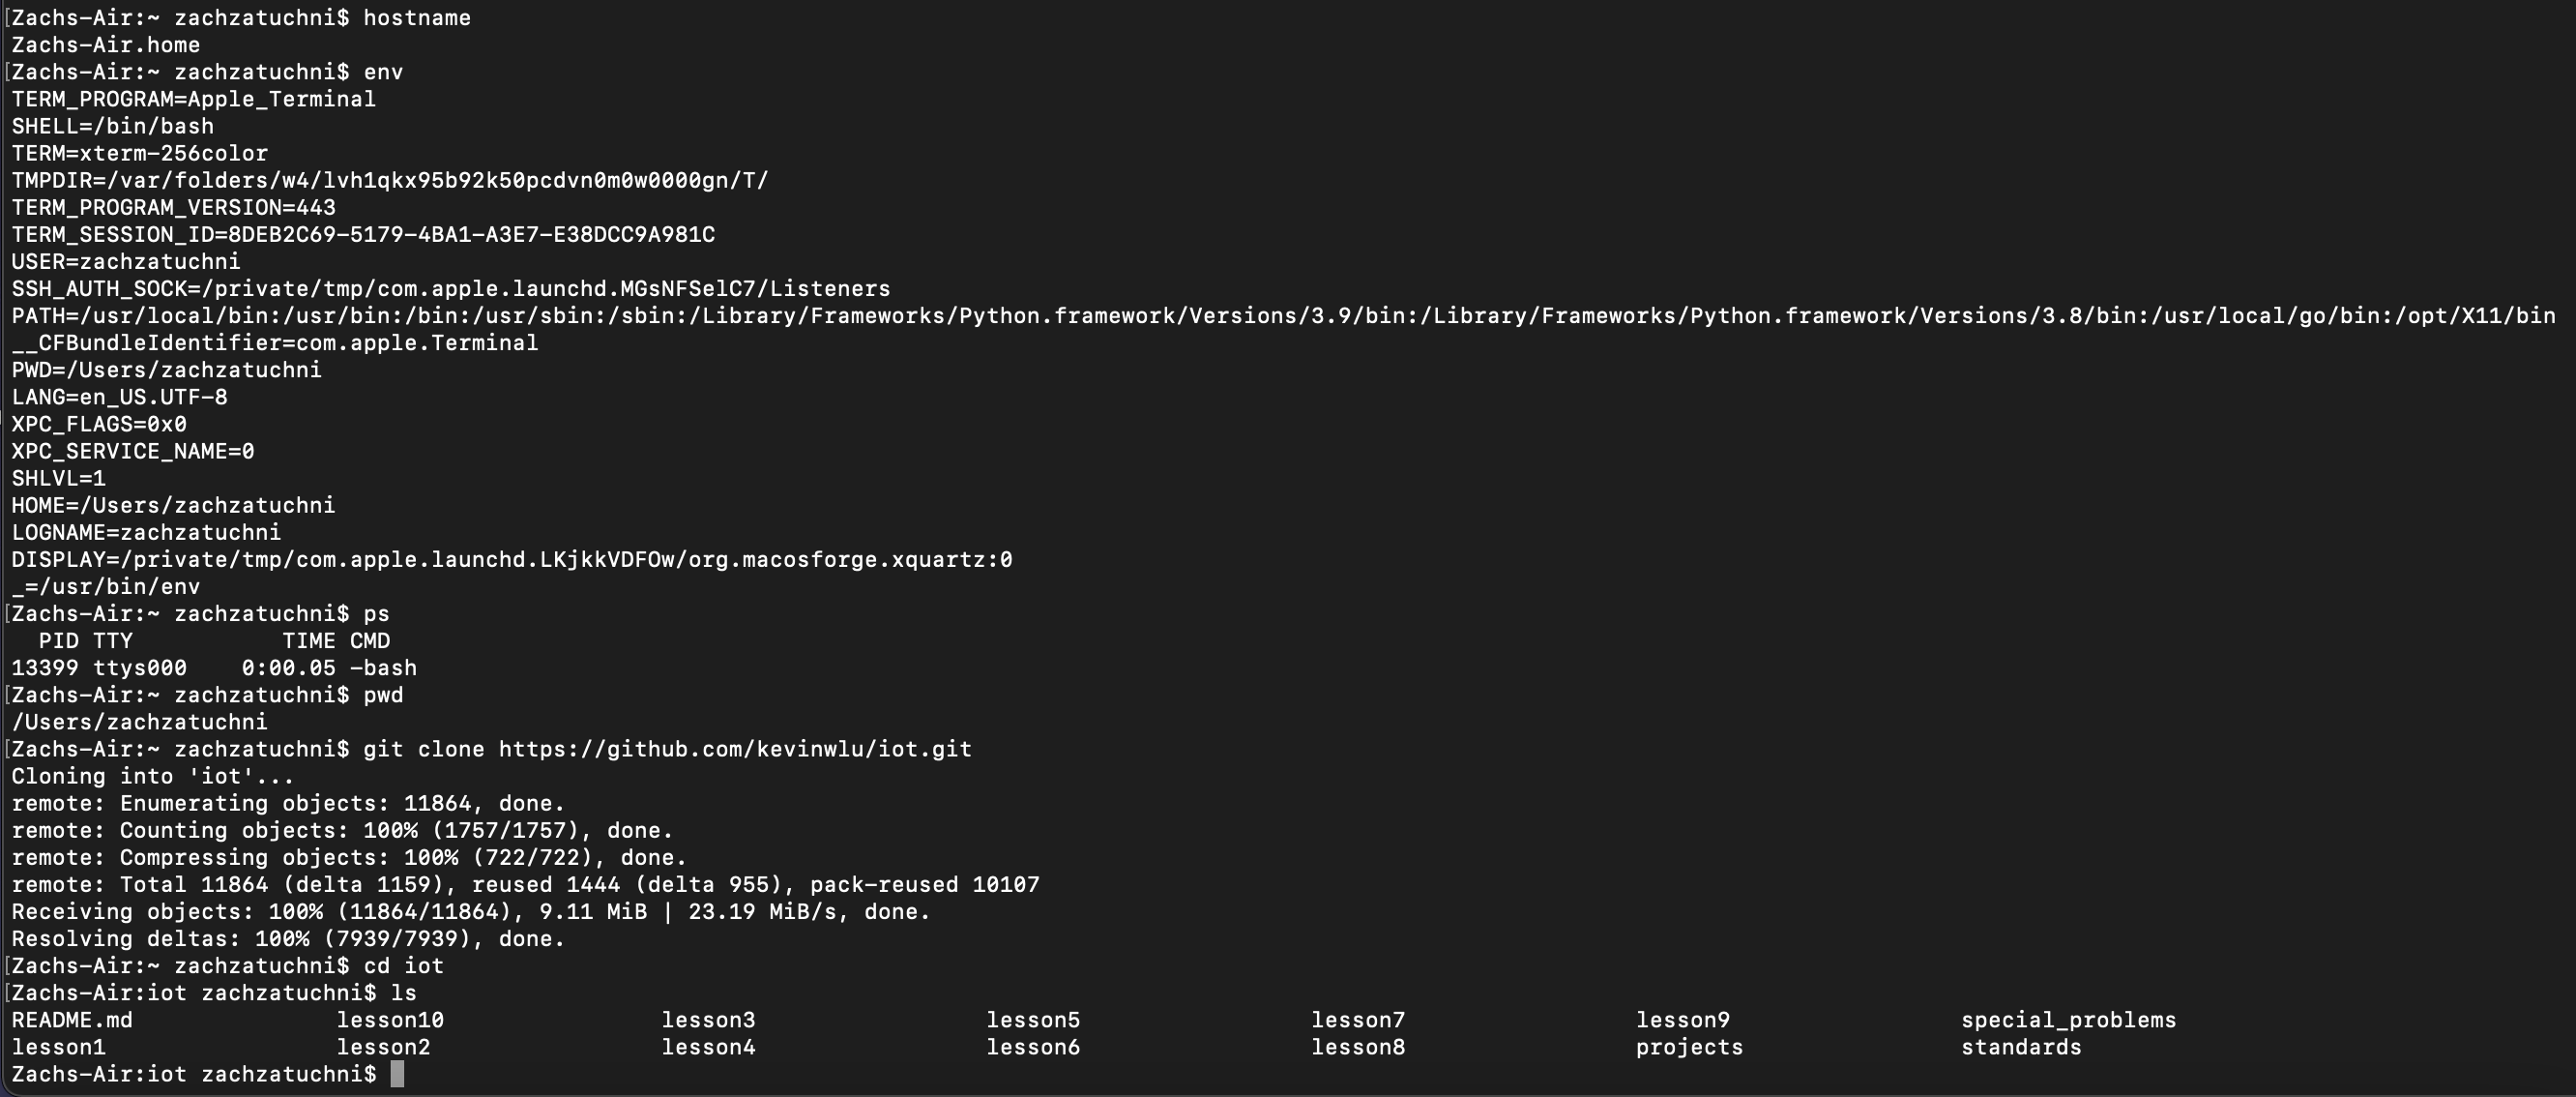 [Zachs-Air:~ zachzatuchni$ hostname
Zachs-Air.home
[Zachs-Air:~ zachzatuchni$ env
TERM_PROGRAM=Apple_Terminal
SHELL=/bin/bash
TERM=xterm-256color
TMPDIR=/var/folders/w4/lvh1qkx95b92k50pcdvn0m0w0000gn/T/
TERM_PROGRAM_VERSION=443
TERM_SESSION_ID=8DEB2C69-5179-4BA1-A3E7-E38DCC9A981C
USER=zachzatuchni
SSH_AUTH_SOCK=/private/tmp/com.apple.launchd.MGsNFSelC7/Listeners
PATH=/usr/local/bin:/usr/bin:/bin:/usr/sbin:/sbin:/Library/Frameworks/Python.framework/Versions/3.9/bin:/Library/Frameworks/Python.framework/Versions/3.8/bin:/usr/local/go/bin:/opt/X11/bin
__CFBundleIdentifier=com.apple.Terminal
PWD=/Users/zachzatuchni
LANG=en_US.UTF-8
XPC_FLAGS=0x0
XPC_SERVICE_NAME=0
SHLVL=1
HOME=/Users/zachzatuchni
LOGNAME=zachzatuchni
DISPLAY=/private/tmp/com.apple.launchd.LKjkkVDFOw/org.macosforge.xquartz:0
_=/usr/bin/env
[Zachs-Air:~ zachzatuchni$ ps
  PID TTY           TIME CMD
13399 ttys000    0:00.05 -bash
[Zachs-Air:~ zachzatuchni$ pwd
/Users/zachzatuchni
[Zachs-Air:~ zachzatuchni$ git clone https://github.com/kevinwlu/iot.git
Cloning into 'iot'...
remote: Enumerating objects: 11864, done.
remote: Counting objects: 100% (1757/1757), done.
remote: Compressing objects: 100% (722/722), done.
remote: Total 11864 (delta 1159), reused 1444 (delta 955), pack-reused 10107
Receiving objects: 100% (11864/11864), 9.11 MiB | 23.19 MiB/s, done.
Resolving deltas: 100% (7939/7939), done.
[Zachs-Air:~ zachzatuchni$ cd iot
[Zachs-Air:iot zachzatuchni$ ls
README.md               lesson10                lesson3                 lesson5                 lesson7                 lesson9                 special_problems
lesson1                 lesson2                 lesson4                 lesson6                 lesson8                 projects                standards
Zachs-Air:iot zachzatuchni$